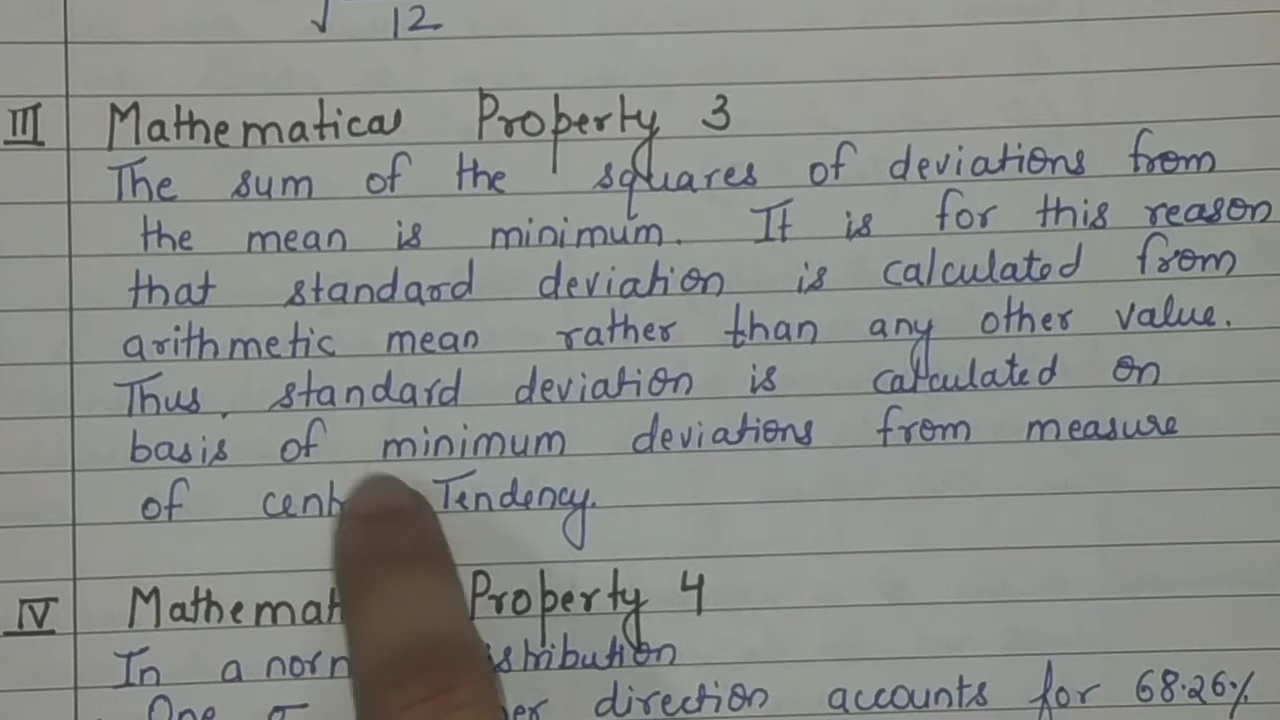 √ 12
III Mathematical Property 3
The sum of the squares of deviations from
the mean is minimum. It is for this reason
that standard deviation is calculated from
arithmetic mean rather than any other value.
Thus, standard deviation is calculated on
basis of minimum deviations from measure
of Tendency.
IV Property 4
In a
One σ direction accounts for 68.26%